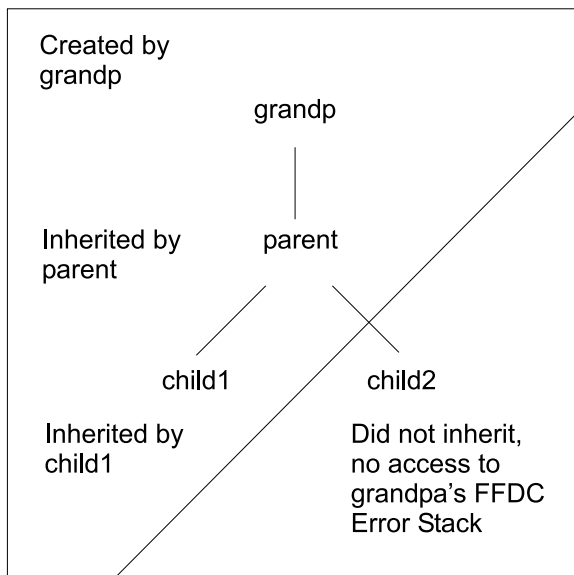 Created by
grandp
grandp
Inherited by
parent
parent
child1
child2
Inherited by
child1
Did not inherit,
no access to
grandpa's FFDC
Error Stack